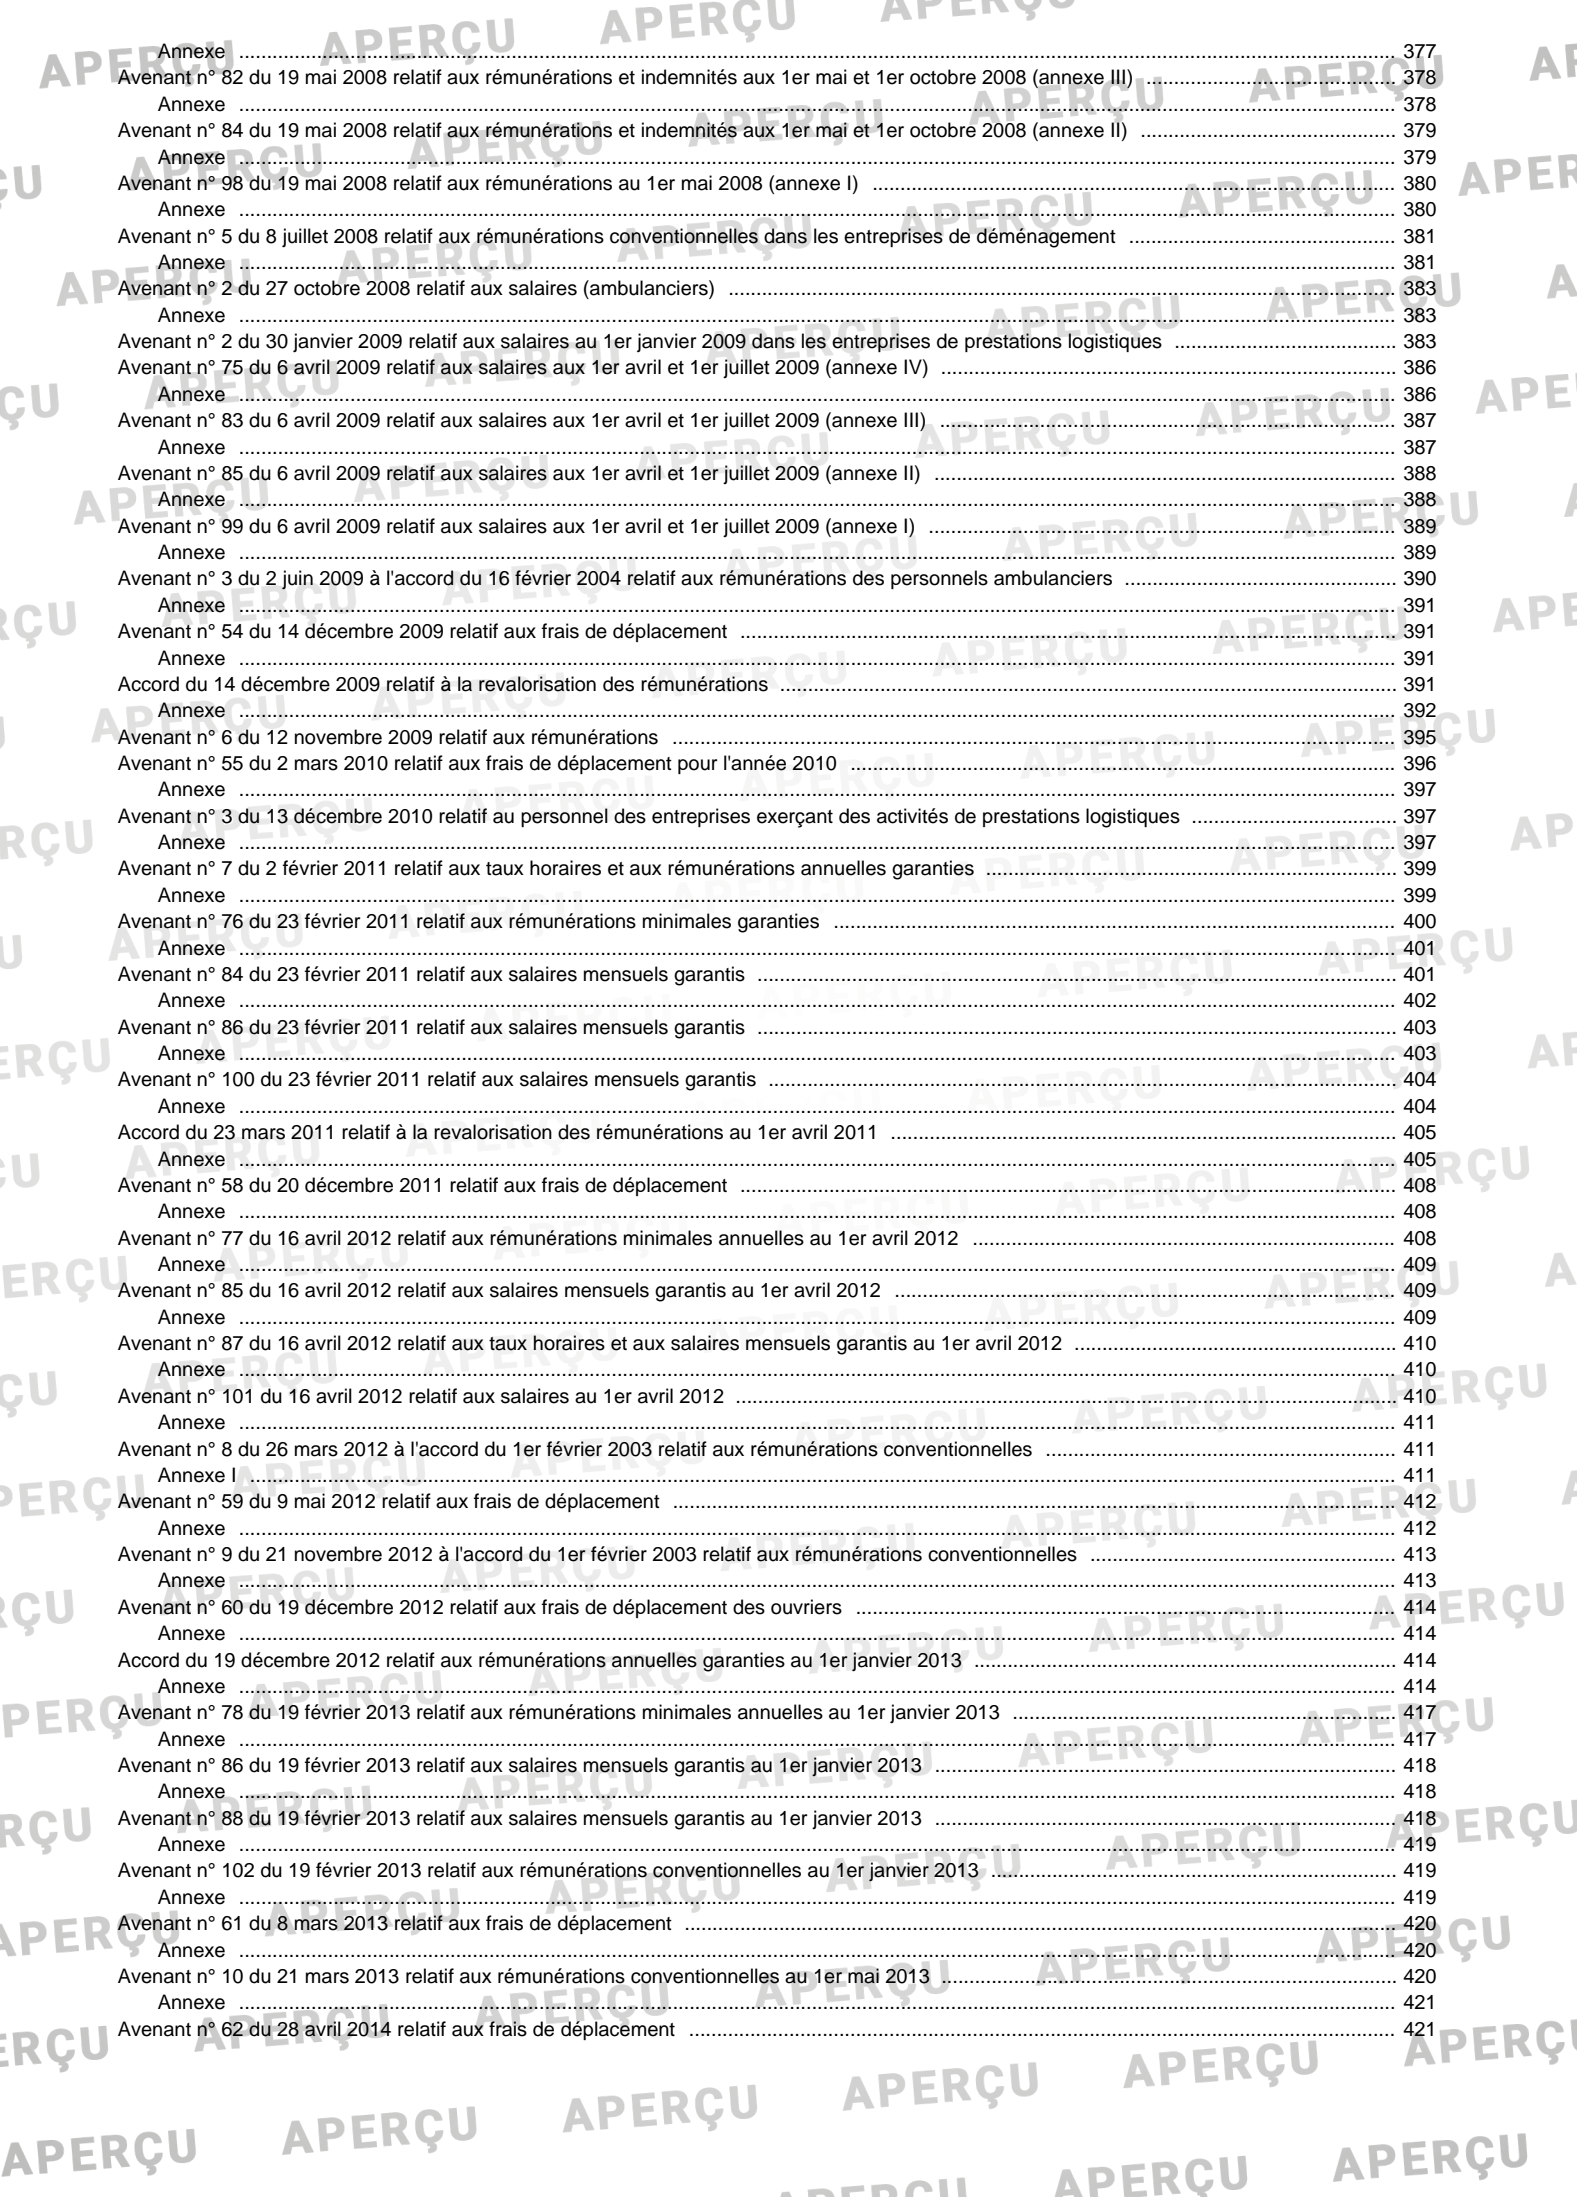 Annexe ........ 377
Avenant n° 82 du 19 mai 2008 relatif aux rémunérations et indemnités aux 1er mai et 1er octobre 2008 (annexe III) ........ 378
Annexe ........ 378
Avenant n° 84 du 19 mai 2008 relatif aux rémunérations et indemnités aux 1er mai et 1er octobre 2008 (annexe II) ........ 379
Annexe ........ 379
Avenant n° 98 du 19 mai 2008 relatif aux rémunérations au 1er mai 2008 (annexe I) ........ 380
Annexe ........ 380
Avenant n° 5 du 8 juillet 2008 relatif aux rémunérations conventionnelles dans les entreprises de déménagement ........ 381
Annexe ........ 381
Avenant n° 2 du 27 octobre 2008 relatif aux salaires (ambulanciers) ........ 383
Annexe ........ 383
Avenant n° 2 du 30 janvier 2009 relatif aux salaires au 1er janvier 2009 dans les entreprises de prestations logistiques ........ 383
Avenant n° 75 du 6 avril 2009 relatif aux salaires aux 1er avril et 1er juillet 2009 (annexe IV) ........ 386
Annexe ........ 386
Avenant n° 83 du 6 avril 2009 relatif aux salaires aux 1er avril et 1er juillet 2009 (annexe III) ........ 387
Annexe ........ 387
Avenant n° 85 du 6 avril 2009 relatif aux salaires aux 1er avril et 1er juillet 2009 (annexe II) ........ 388
Annexe ........ 388
Avenant n° 99 du 6 avril 2009 relatif aux salaires aux 1er avril et 1er juillet 2009 (annexe I) ........ 389
Annexe ........ 389
Avenant n° 3 du 2 juin 2009 à l'accord du 16 février 2004 relatif aux rémunérations des personnels ambulanciers ........ 390
Annexe ........ 391
Avenant n° 54 du 14 décembre 2009 relatif aux frais de déplacement ........ 391
Annexe ........ 391
Accord du 14 décembre 2009 relatif à la revalorisation des rémunérations ........ 391
Annexe ........ 392
Avenant n° 6 du 12 novembre 2009 relatif aux rémunérations ........ 395
Avenant n° 55 du 2 mars 2010 relatif aux frais de déplacement pour l'année 2010 ........ 396
Annexe ........ 397
Avenant n° 3 du 13 décembre 2010 relatif au personnel des entreprises exerçant des activités de prestations logistiques ........ 397
Annexe ........ 397
Avenant n° 7 du 2 février 2011 relatif aux taux horaires et aux rémunérations annuelles garanties ........ 399
Annexe ........ 399
Avenant n° 76 du 23 février 2011 relatif aux rémunérations minimales garanties ........ 400
Annexe ........ 401
Avenant n° 84 du 23 février 2011 relatif aux salaires mensuels garantis ........ 401
Annexe ........ 402
Avenant n° 86 du 23 février 2011 relatif aux salaires mensuels garantis ........ 403
Annexe ........ 403
Avenant n° 100 du 23 février 2011 relatif aux salaires mensuels garantis ........ 404
Annexe ........ 404
Accord du 23 mars 2011 relatif à la revalorisation des rémunérations au 1er avril 2011 ........ 405
Annexe ........ 405
Avenant n° 58 du 20 décembre 2011 relatif aux frais de déplacement ........ 408
Annexe ........ 408
Avenant n° 77 du 16 avril 2012 relatif aux rémunérations minimales annuelles au 1er avril 2012 ........ 408
Annexe ........ 409
Avenant n° 85 du 16 avril 2012 relatif aux salaires mensuels garantis au 1er avril 2012 ........ 409
Annexe ........ 409
Avenant n° 87 du 16 avril 2012 relatif aux taux horaires et aux salaires mensuels garantis au 1er avril 2012 ........ 410
Annexe ........ 410
Avenant n° 101 du 16 avril 2012 relatif aux salaires au 1er avril 2012 ........ 410
Annexe ........ 411
Avenant n° 8 du 26 mars 2012 à l'accord du 1er février 2003 relatif aux rémunérations conventionnelles ........ 411
Annexe I ........ 411
Avenant n° 59 du 9 mai 2012 relatif aux frais de déplacement ........ 412
Annexe ........ 412
Avenant n° 9 du 21 novembre 2012 à l'accord du 1er février 2003 relatif aux rémunérations conventionnelles ........ 413
Annexe ........ 413
Avenant n° 60 du 19 décembre 2012 relatif aux frais de déplacement des ouvriers ........ 414
Annexe ........ 414
Accord du 19 décembre 2012 relatif aux rémunérations annuelles garanties au 1er janvier 2013 ........ 414
Annexe ........ 414
Avenant n° 78 du 19 février 2013 relatif aux rémunérations minimales annuelles au 1er janvier 2013 ........ 417
Annexe ........ 417
Avenant n° 86 du 19 février 2013 relatif aux salaires mensuels garantis au 1er janvier 2013 ........ 418
Annexe ........ 418
Avenant n° 88 du 19 février 2013 relatif aux salaires mensuels garantis au 1er janvier 2013 ........ 418
Annexe ........ 419
Avenant n° 102 du 19 février 2013 relatif aux rémunérations conventionnelles au 1er janvier 2013 ........ 419
Annexe ........ 419
Avenant n° 61 du 8 mars 2013 relatif aux frais de déplacement ........ 420
Annexe ........ 420
Avenant n° 10 du 21 mars 2013 relatif aux rémunérations conventionnelles au 1er mai 2013 ........ 420
Annexe ........ 421
Avenant n° 62 du 28 avril 2014 relatif aux frais de déplacement ........ 421
APERÇU